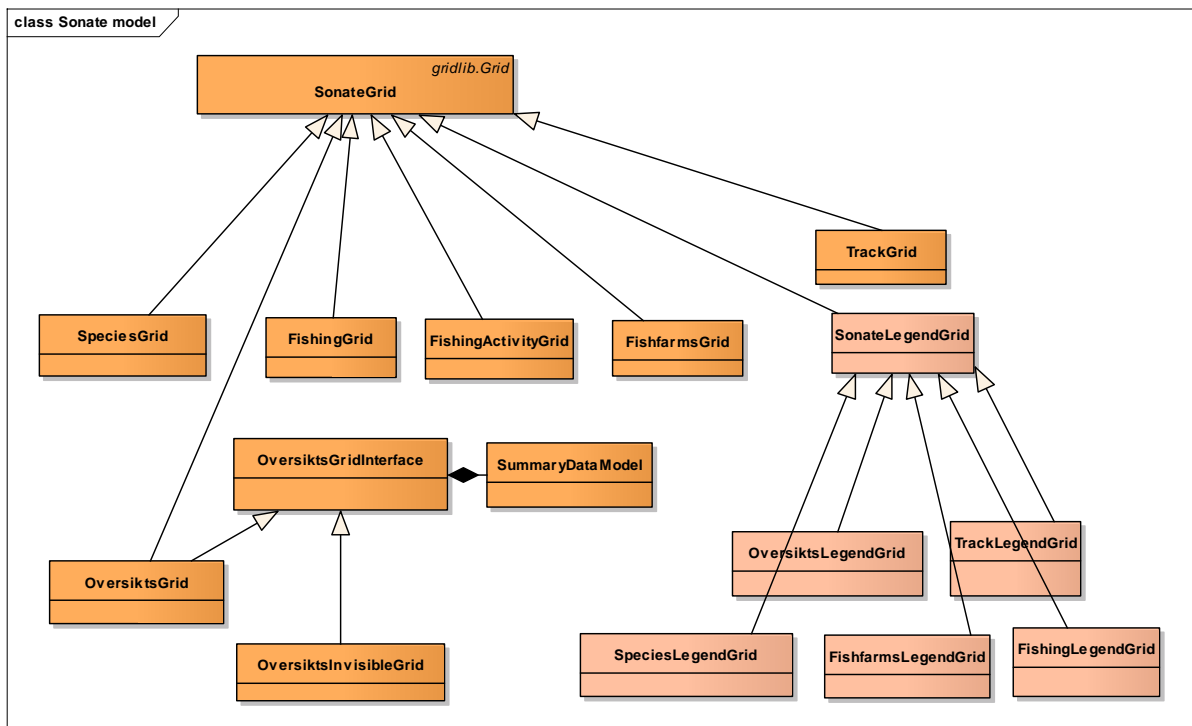 class Sonate model
gridlib.Grid
SonateGrid
TrackGrid
SpeciesGrid
FishingGrid
FishingActivityGrid
FishfarmsGrid
SonateLegendGrid
OversiktsGridInterface
SummaryDataModel
OversiktsLegendGrid
TrackLegendGrid
OversiktsGrid
OversiktsInvisibleGrid
SpeciesLegendGrid
FishfarmsLegendGrid
FishingLegendGrid